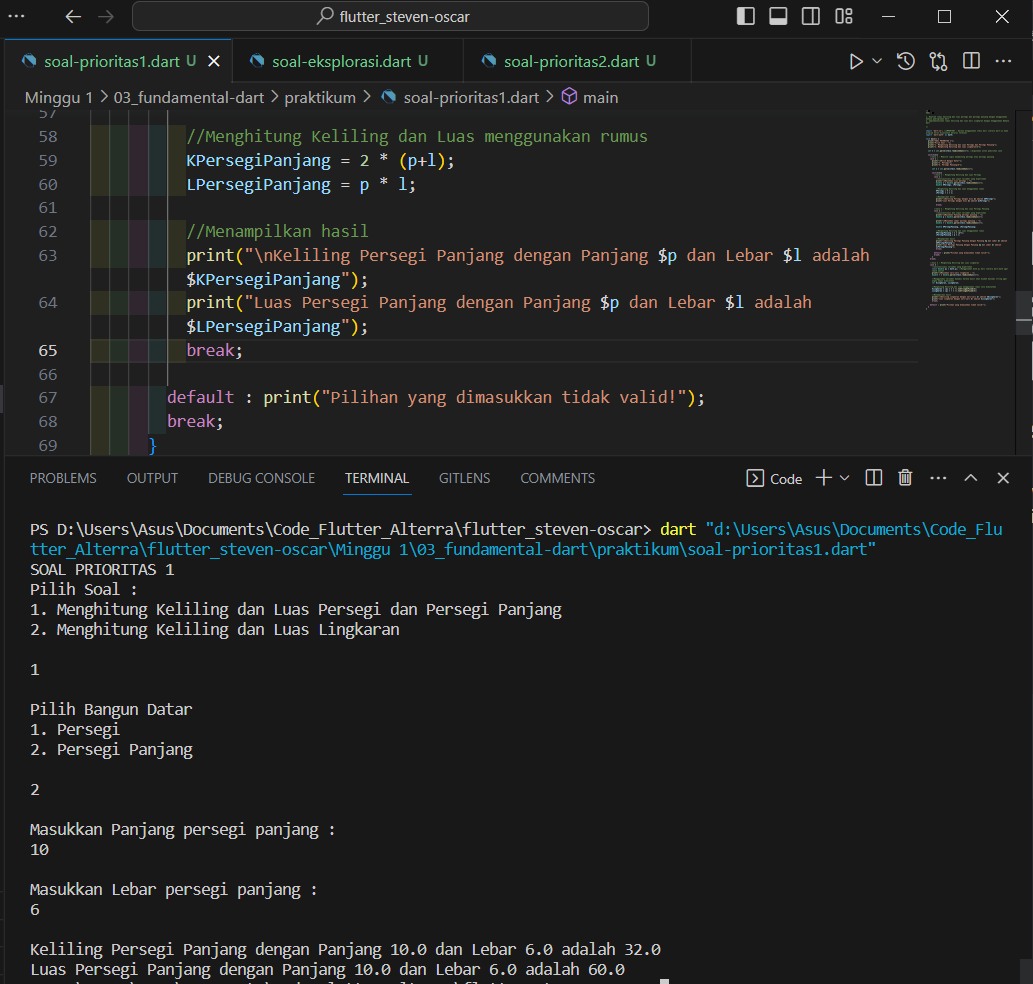 flutter_steven-oscar
soal-prioritas1.dart U
soal-eksplorasi.dart U
soal-prioritas2.dart U
Minggu 1 > 03_fundamental-dart > praktikum > soal-prioritas1.dart > main
57
58 //Menghitung Keliling dan Luas menggunakan rumus
59 KPersegiPanjang = 2 * (p+l);
60 LPersegiPanjang = p * l;
61
62 //Menampilkan hasil
63 print("\nKeliling Persegi Panjang dengan Panjang $p dan Lebar $l adalah
$KPersegiPanjang");
64 print("Luas Persegi Panjang dengan Panjang $p dan Lebar $l adalah
$LPersegiPanjang");
65 break;
66
67 default : print("Pilihan yang dimasukkan tidak valid!");
68 break;
69 }
PROBLEMS OUTPUT DEBUG CONSOLE TERMINAL GITLENS COMMENTS Code
PS D:\Users\Asus\Documents\Code_Flutter_Alterra\flutter_steven-oscar> dart "d:\Users\Asus\Documents\Code_Flu
tter_Alterra\flutter_steven-oscar\Minggu 1\03_fundamental-dart\praktikum\soal-prioritas1.dart"
SOAL PRIORITAS 1
Pilih Soal :
1. Menghitung Keliling dan Luas Persegi dan Persegi Panjang
2. Menghitung Keliling dan Luas Lingkaran
1
Pilih Bangun Datar
1. Persegi
2. Persegi Panjang
2
Masukkan Panjang persegi panjang :
10
Masukkan Lebar persegi panjang :
6
Keliling Persegi Panjang dengan Panjang 10.0 dan Lebar 6.0 adalah 32.0
Luas Persegi Panjang dengan Panjang 10.0 dan Lebar 6.0 adalah 60.0